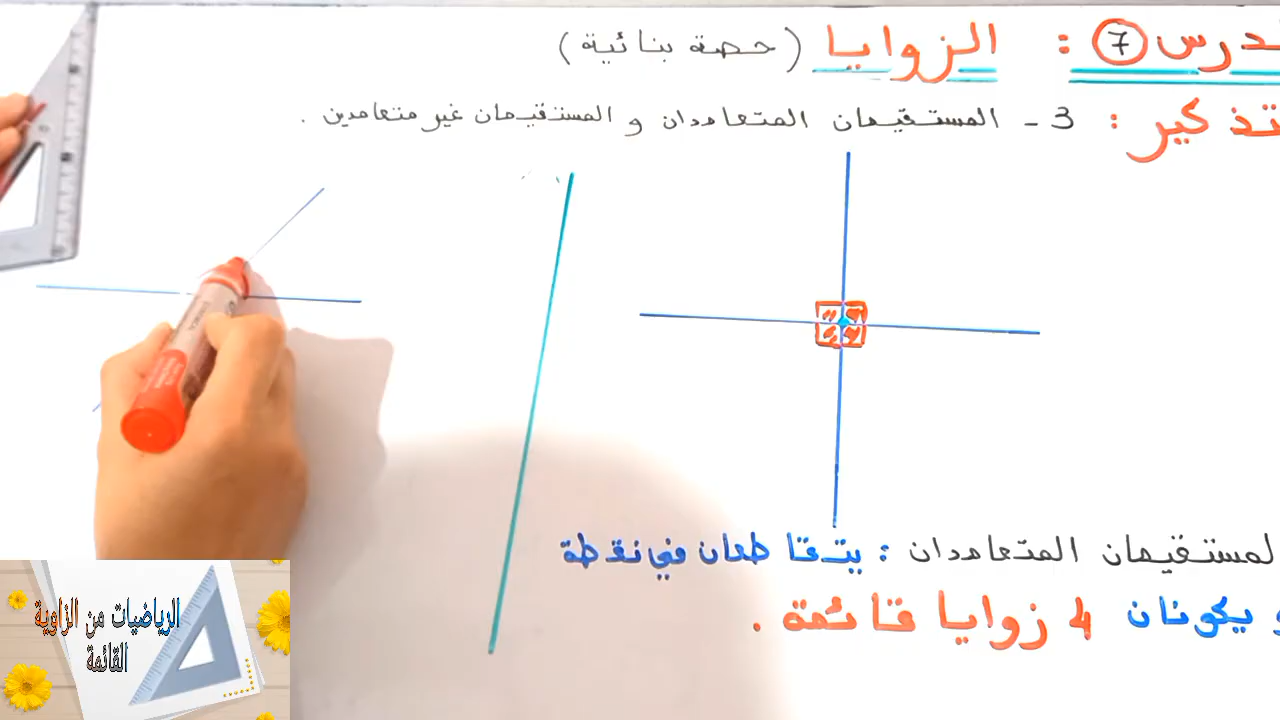 درس 7 : الزوايا (حصة بنائية)
تذكير : 3 - المستقيمان المتعامدان و المستقيمان غير متعامدين .
لمستقيمان المتعامدان : يتقاطعان في نقطة
و يكونان 4 زوايا قائمة .
الرياضيات من الزاوية
القائمة